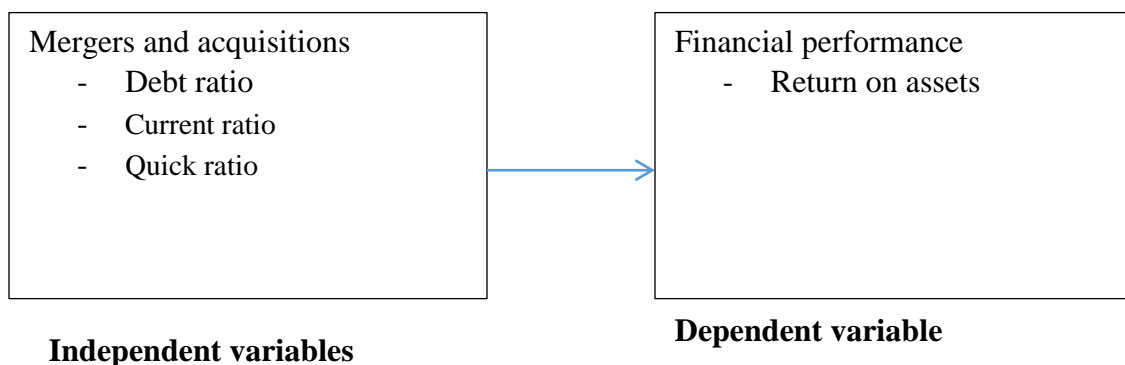 Mergers and acquisitions
- Debt ratio
- Current ratio
- Quick ratio
Independent variables
Financial performance
- Return on assets
Dependent variable